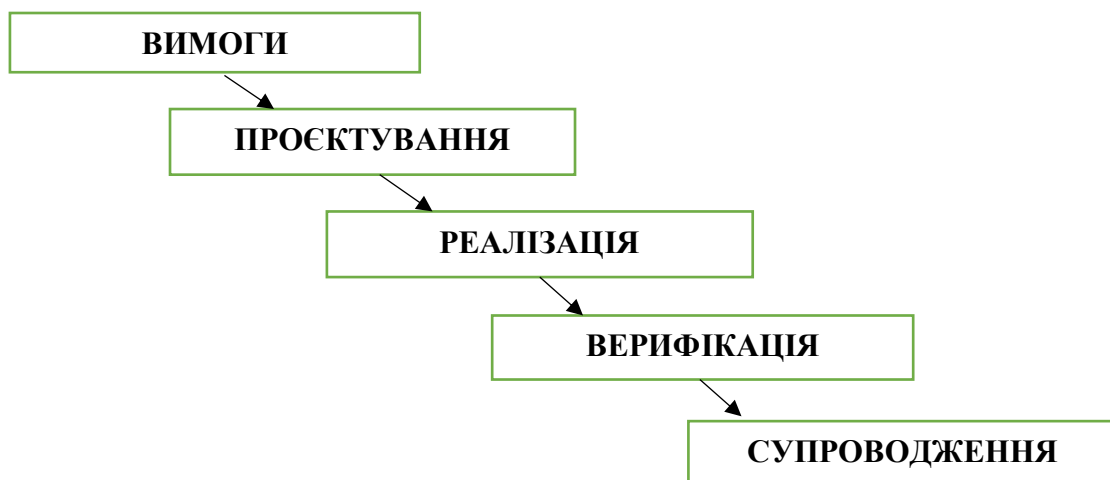 ВИМОГИ
ПРОЄКТУВАННЯ
РЕАЛІЗАЦІЯ
ВЕРИФІКАЦІЯ
СУПРОВОДЖЕННЯ